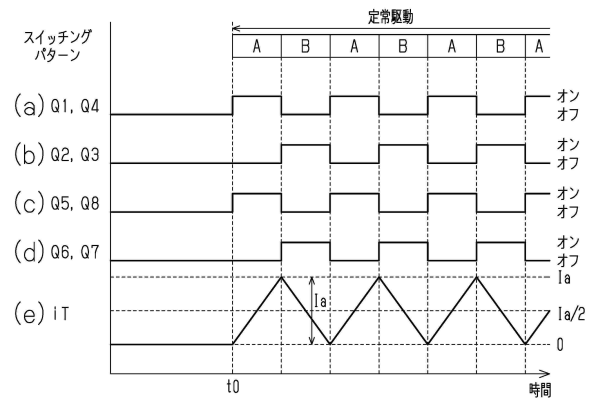 定常駆動
スイッチング
パターン
A B A B A B A
(a) Q1, Q4 オン
オフ
(b) Q2, Q3 オン
オフ
(c) Q5, Q8 オン
オフ
(d) Q6, Q7 オン
オフ
Ia
(e) iT Ia Ia/2
0
t0 時間